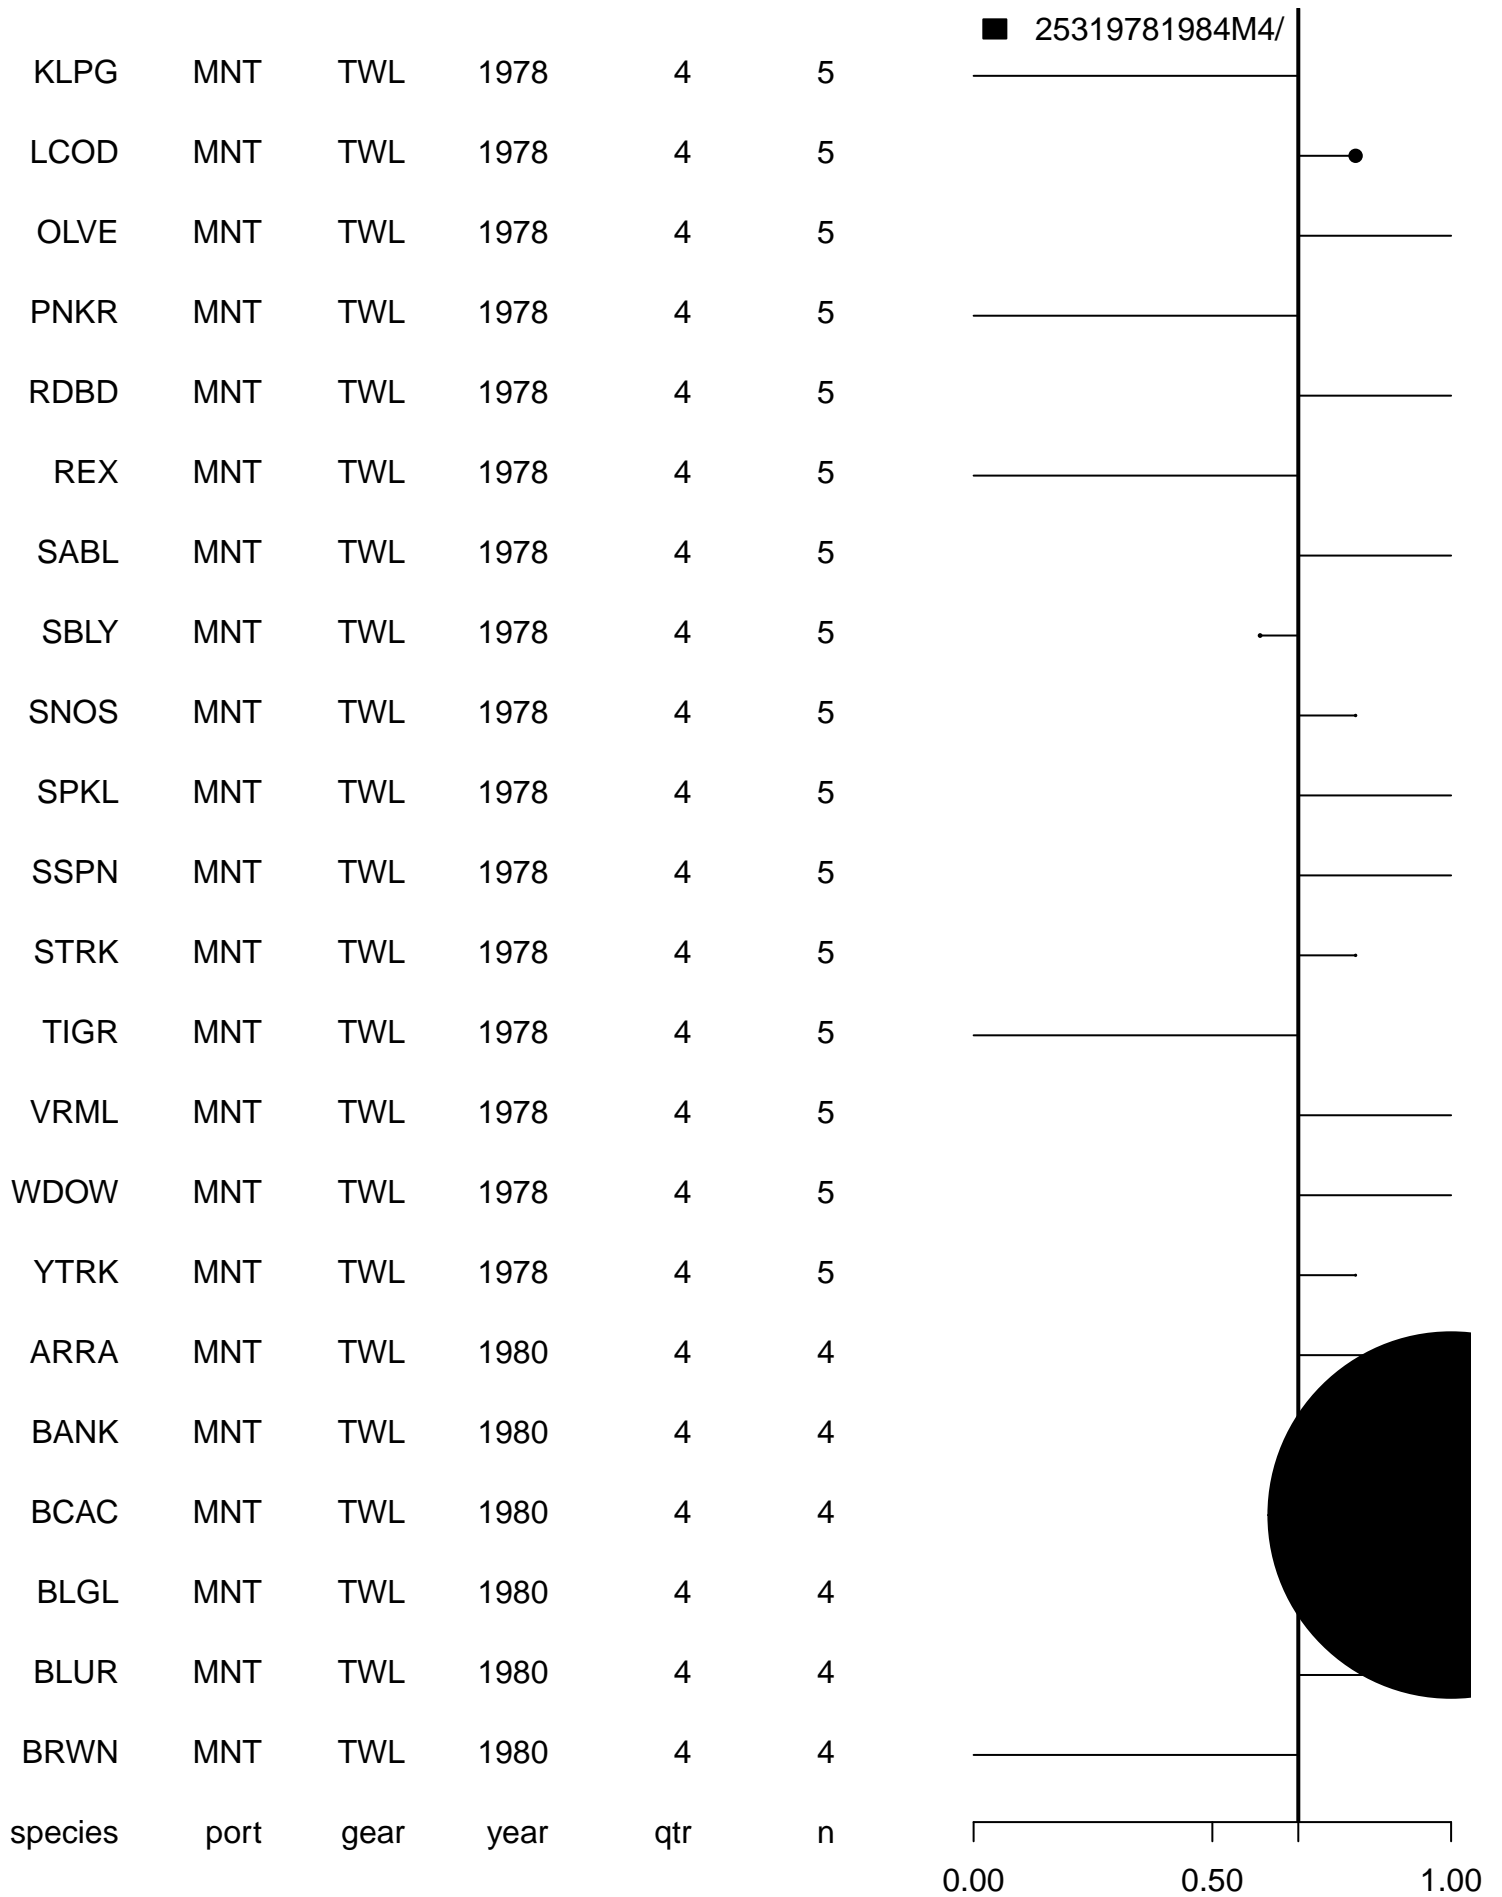 25319781984M4/
KLPG MNT TWL 1978 4 5
LCOD MNT TWL 1978 4 5
OLVE MNT TWL 1978 4 5
PNKR MNT TWL 1978 4 5
RDBD MNT TWL 1978 4 5
REX MNT TWL 1978 4 5
SABL MNT TWL 1978 4 5
SBLY MNT TWL 1978 4 5
SNOS MNT TWL 1978 4 5
SPKL MNT TWL 1978 4 5
SSPN MNT TWL 1978 4 5
STRK MNT TWL 1978 4 5
TIGR MNT TWL 1978 4 5
VRML MNT TWL 1978 4 5
WDOW MNT TWL 1978 4 5
YTRK MNT TWL 1978 4 5
ARRA MNT TWL 1980 4 4
BANK MNT TWL 1980 4 4
BCAC MNT TWL 1980 4 4
BLGL MNT TWL 1980 4 4
BLUR MNT TWL 1980 4 4
BRWN MNT TWL 1980 4 4
species port gear year qtr n
0.00 0.50 1.00